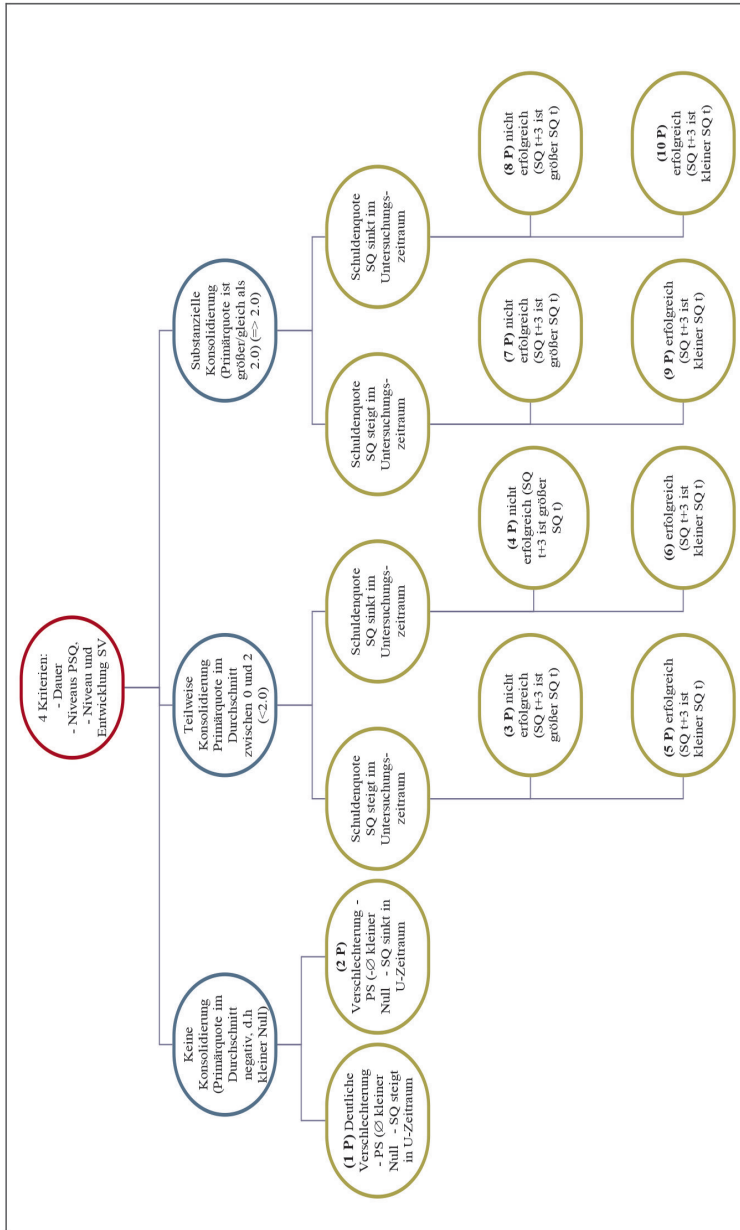 4 Kriterien:
- Dauer
- Niveaus PSQ,
- Niveau und
Entwicklung SV
Keine
Konsolidierung
(Primärquote im
Durchschnitt
negativ, d.h
kleiner Null)
(1 P) Deutliche
Verschlechterung
- PS (∅ kleiner
Null - SQ steigt
in U-Zeitraum
(2 P)
Verschlechterung -
PS (-∅ kleiner
Null - SQ sinkt in
U-Zeitraum
Teilweise
Konsolidierung
Primärquote im
Durchschnitt
zwischen 0 und 2
(<2.0)
Schuldenquote
SQ steigt im
Untersuchungs-
zeitraum
(3 P) nicht
erfolgreich
(SQ t+3 ist
größer SQ t)
(5 P) erfolgreich
(SQ t+3 ist
kleiner SQ t)
Schuldenquote
SQ sinkt im
Untersuchungs-
zeitraum
(4 P) nicht
erfolgreich (SQ
t+3 ist größer
SQ t)
(6) erfolgreich
(SQ t+3 ist
kleiner SQ t)
Substanzielle
Konsolidierung
(Primärquote ist
größer/gleich als
2.0) (=> 2.0)
Schuldenquote
SQ steigt im
Untersuchungs-
zeitraum
(7 P) nicht
erfolgreich
(SQ t+3 ist
größer SQ t)
(9 P) erfolgreich
(SQ t+3 ist
kleiner SQ t)
Schuldenquote
SQ sinkt im
Untersuchungs-
zeitraum
(8 P) nicht
erfolgreich
(SQ t+3 ist
größer SQ t)
(10 P)
erfolgreich
(SQ t+3 ist
kleiner SQ t)